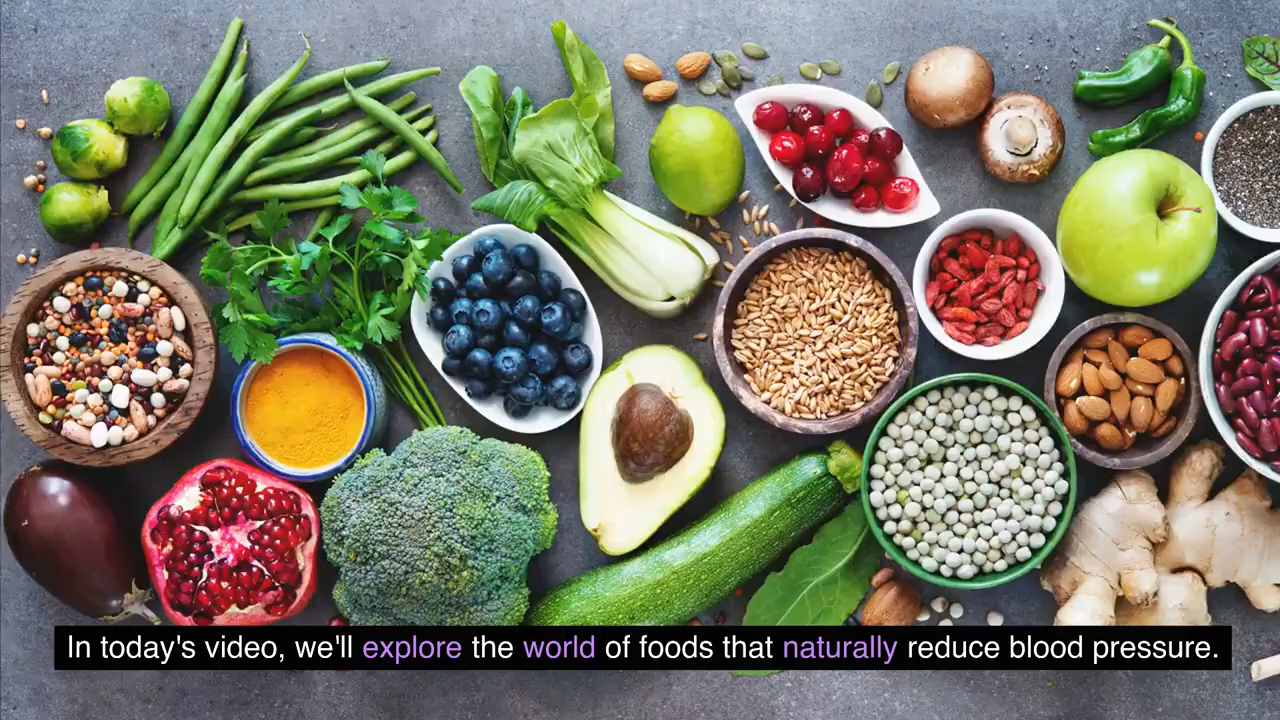 In today's video, we'll explore the world of foods that naturally reduce blood pressure.